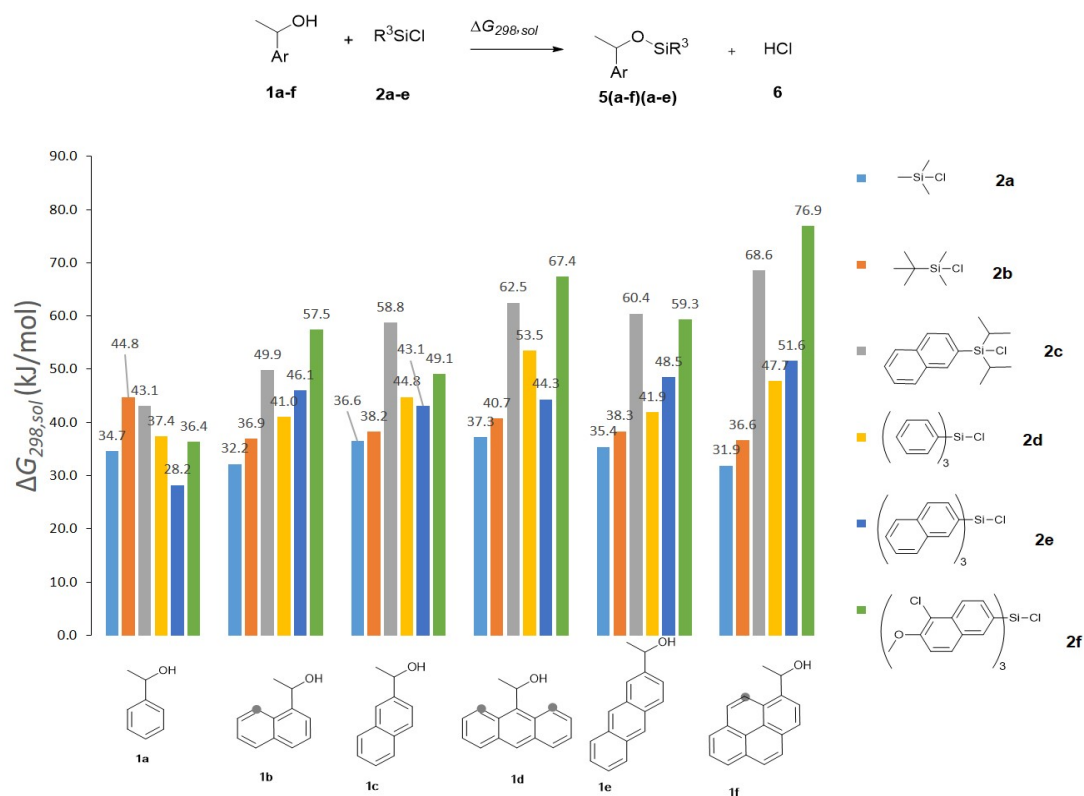 OH
Ar
1a-f
+
R³SiCl
2a-e
ΔG298,sol
O
SiR³
Ar
5(a-f)(a-e)
+
HCl
6
ΔG298,sol (kJ/mol)
90.0
80.0
70.0
60.0
50.0
40.0
30.0
20.0
10.0
0.0
34.7 44.8 43.1 37.4 28.2 36.4
32.2 36.9 49.9 41.0 46.1 57.5
36.6 38.2 58.8 44.8 43.1 49.1
37.3 40.7 62.5 53.5 44.3 67.4
35.4 38.3 60.4 41.9 48.5 59.3
31.9 36.6 68.6 47.7 51.6 76.9
OH
1a
OH
1b
OH
1c
OH
1d
OH
1e
OH
1f
Si Cl 2a
Si Cl 2b
Si Cl 2c
( )3 Si Cl 2d
( )3 Si Cl 2e
Cl O ( )3 Si Cl 2f